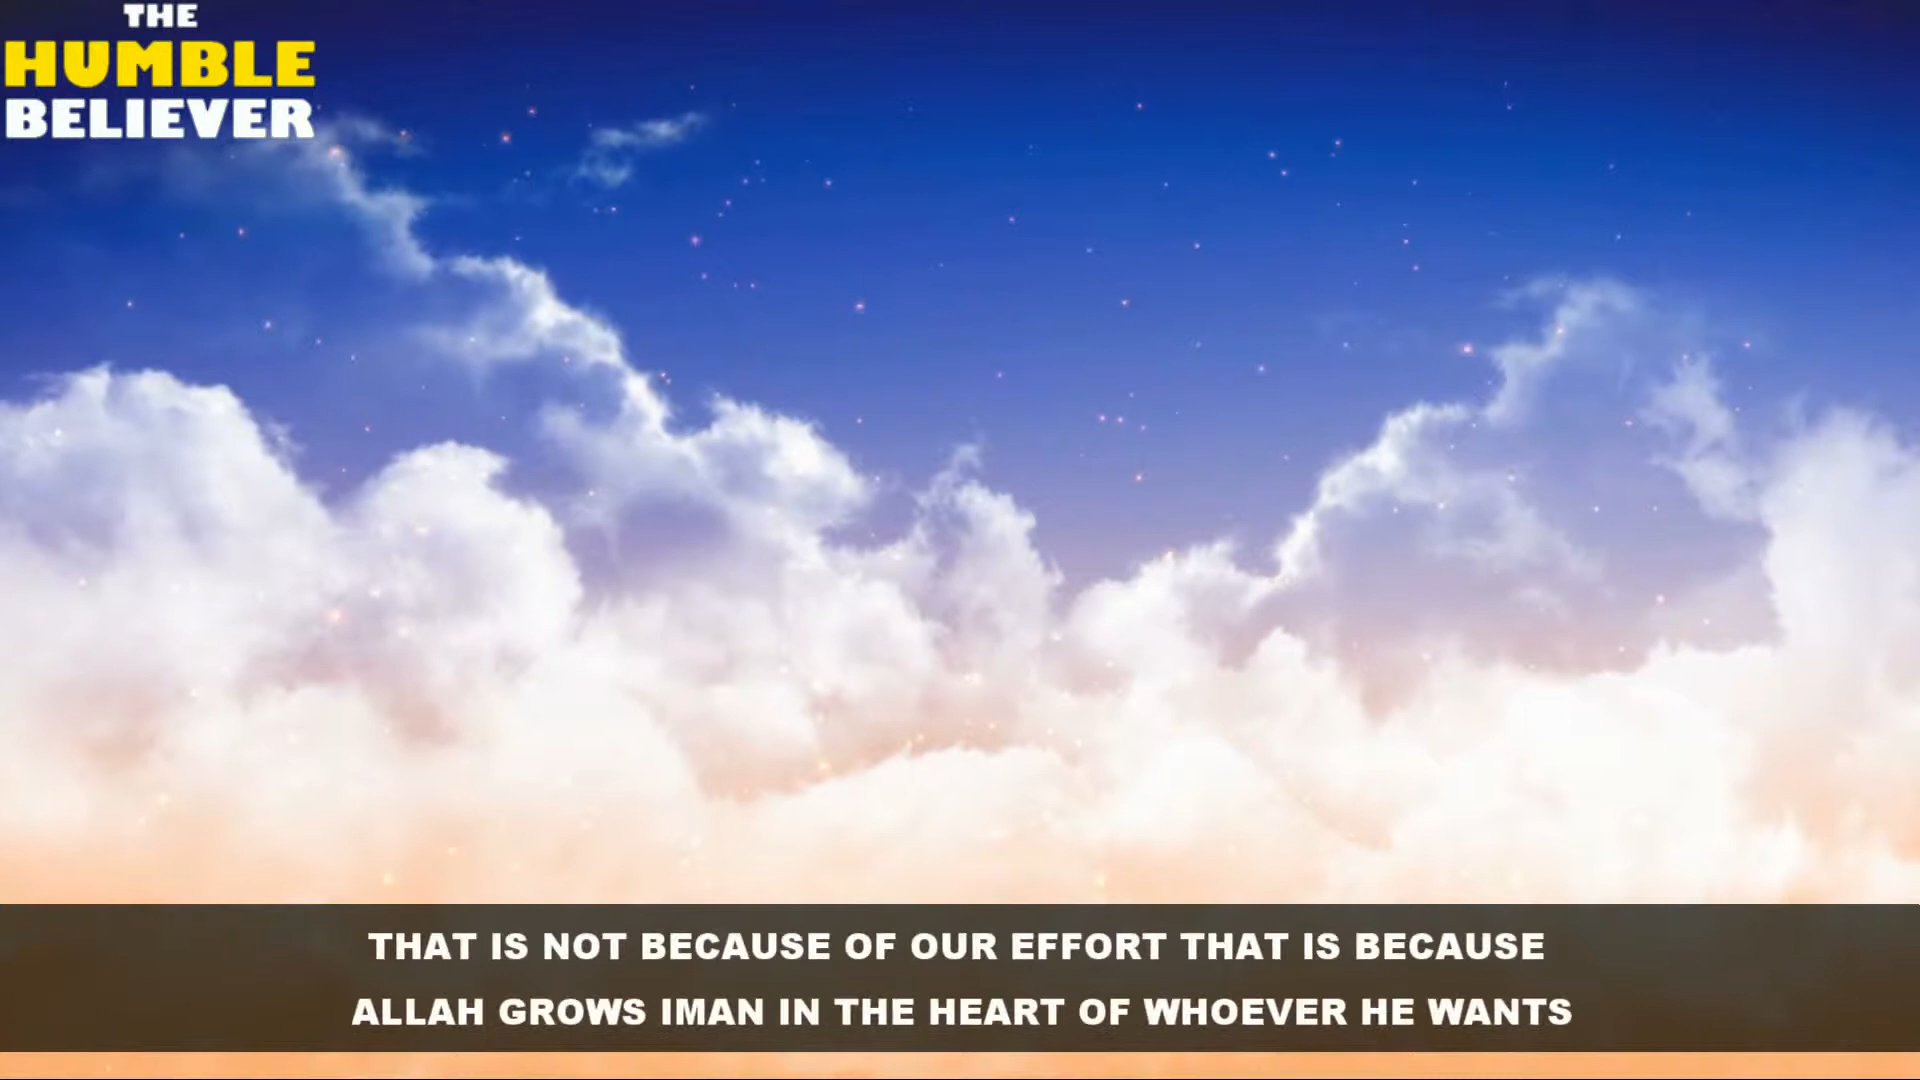 THE
HUMBLE
BELIEVER
THAT IS NOT BECAUSE OF OUR EFFORT THAT IS BECAUSE
ALLAH GROWS IMAN IN THE HEART OF WHOEVER HE WANTS